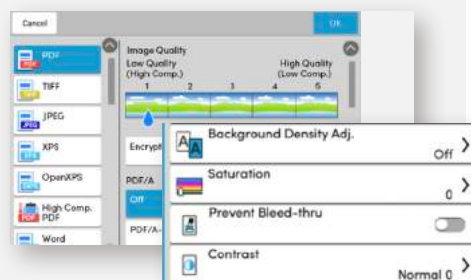 Cancel
OK
PDF
TIFF
JPEG
XPS
OpenXPS
High Comp.
PDF
Word
Image Quality
Low Quality
(High Comp.)
High Quality
(Low Comp.)
1 2 3 4 5
Encrypt
PDF/A
Off
PDF/A-
Background Density Adj.
Off
Saturation
0
Prevent Bleed-thru
Contrast
Normal 0